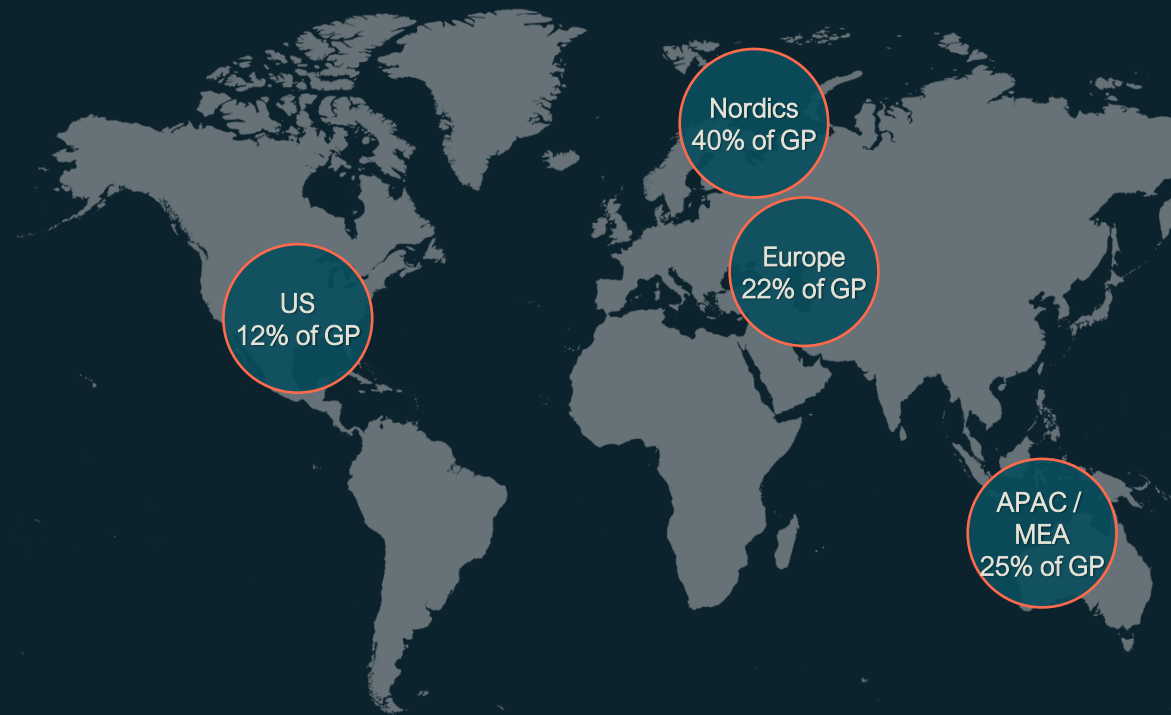 Nordics
40% of GP
Europe
22% of GP
US
12% of GP
APAC /
MEA
25% of GP